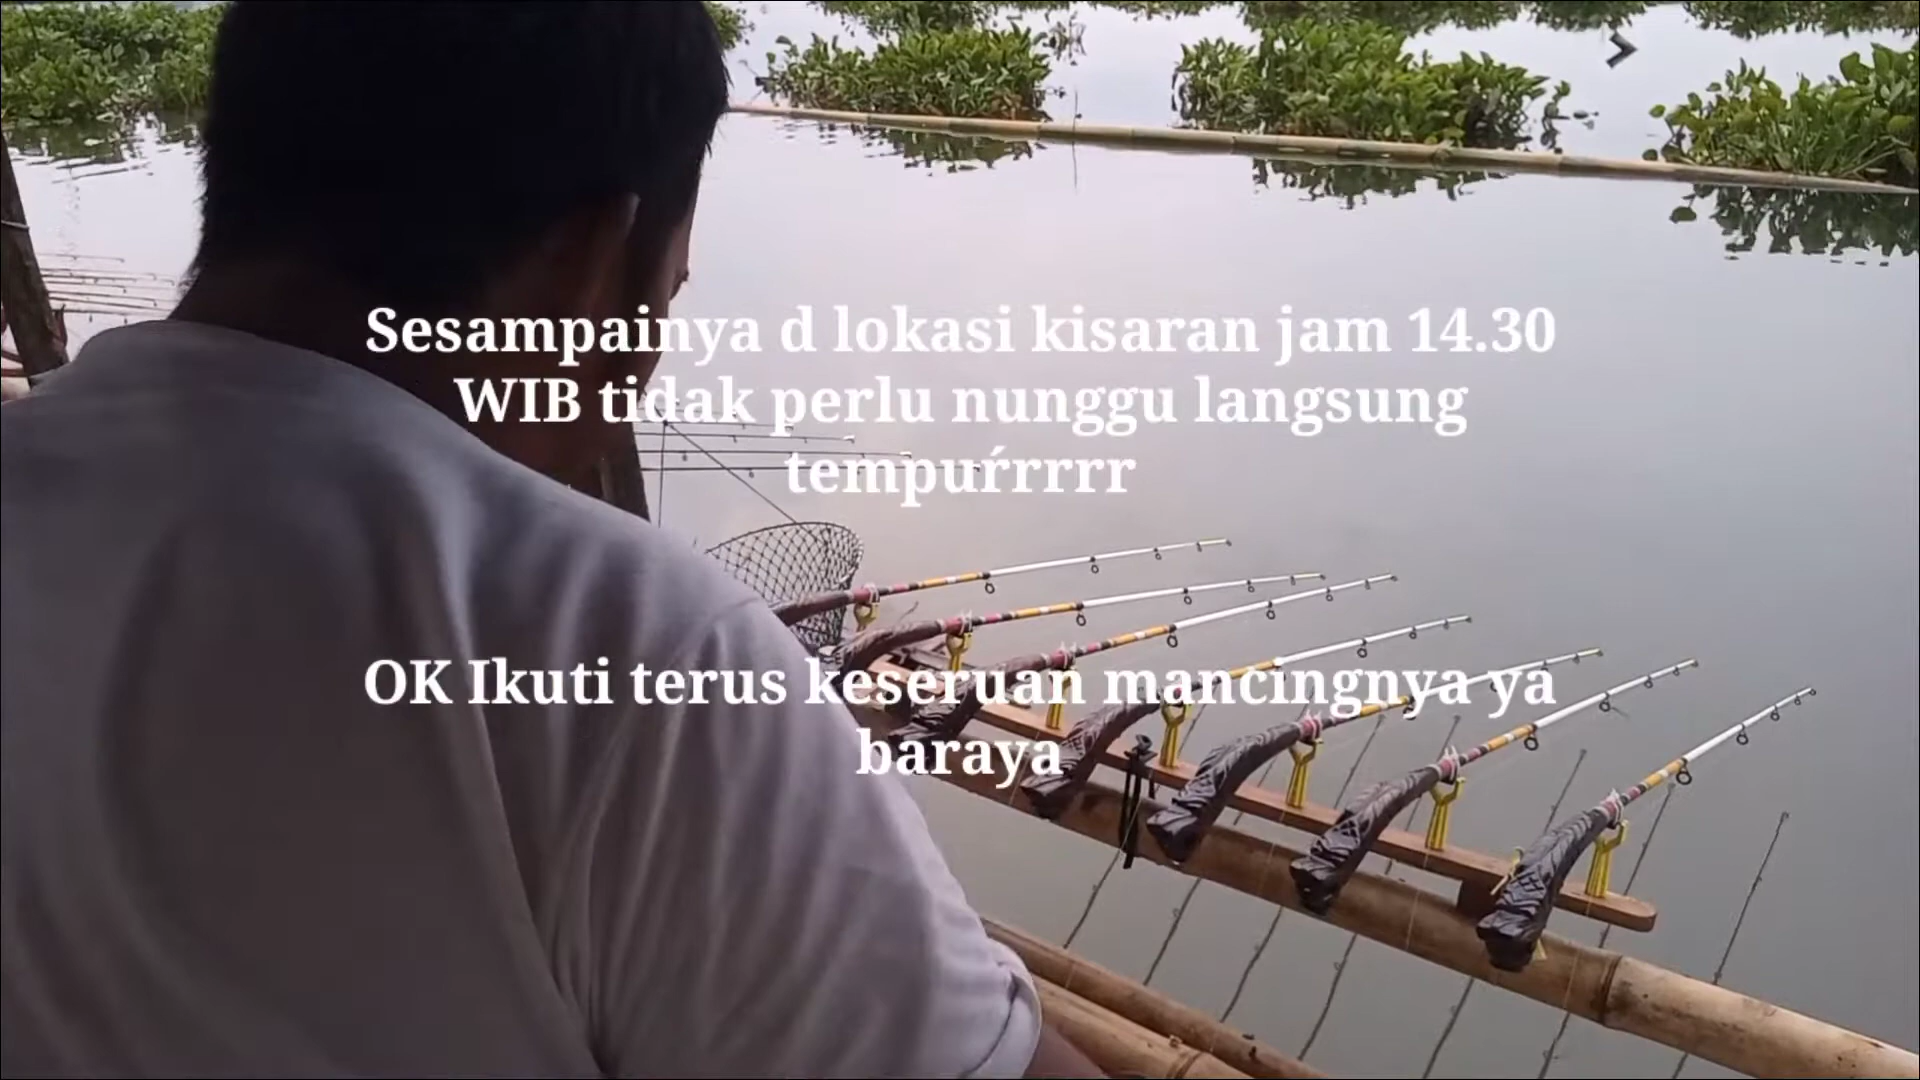 Sesampainya d lokasi kisaran jam 14.30
WIB tidak perlu nunggu langsung
tempuŕrrrr
OK Ikuti terus keseruan mancingnya ya
baraya